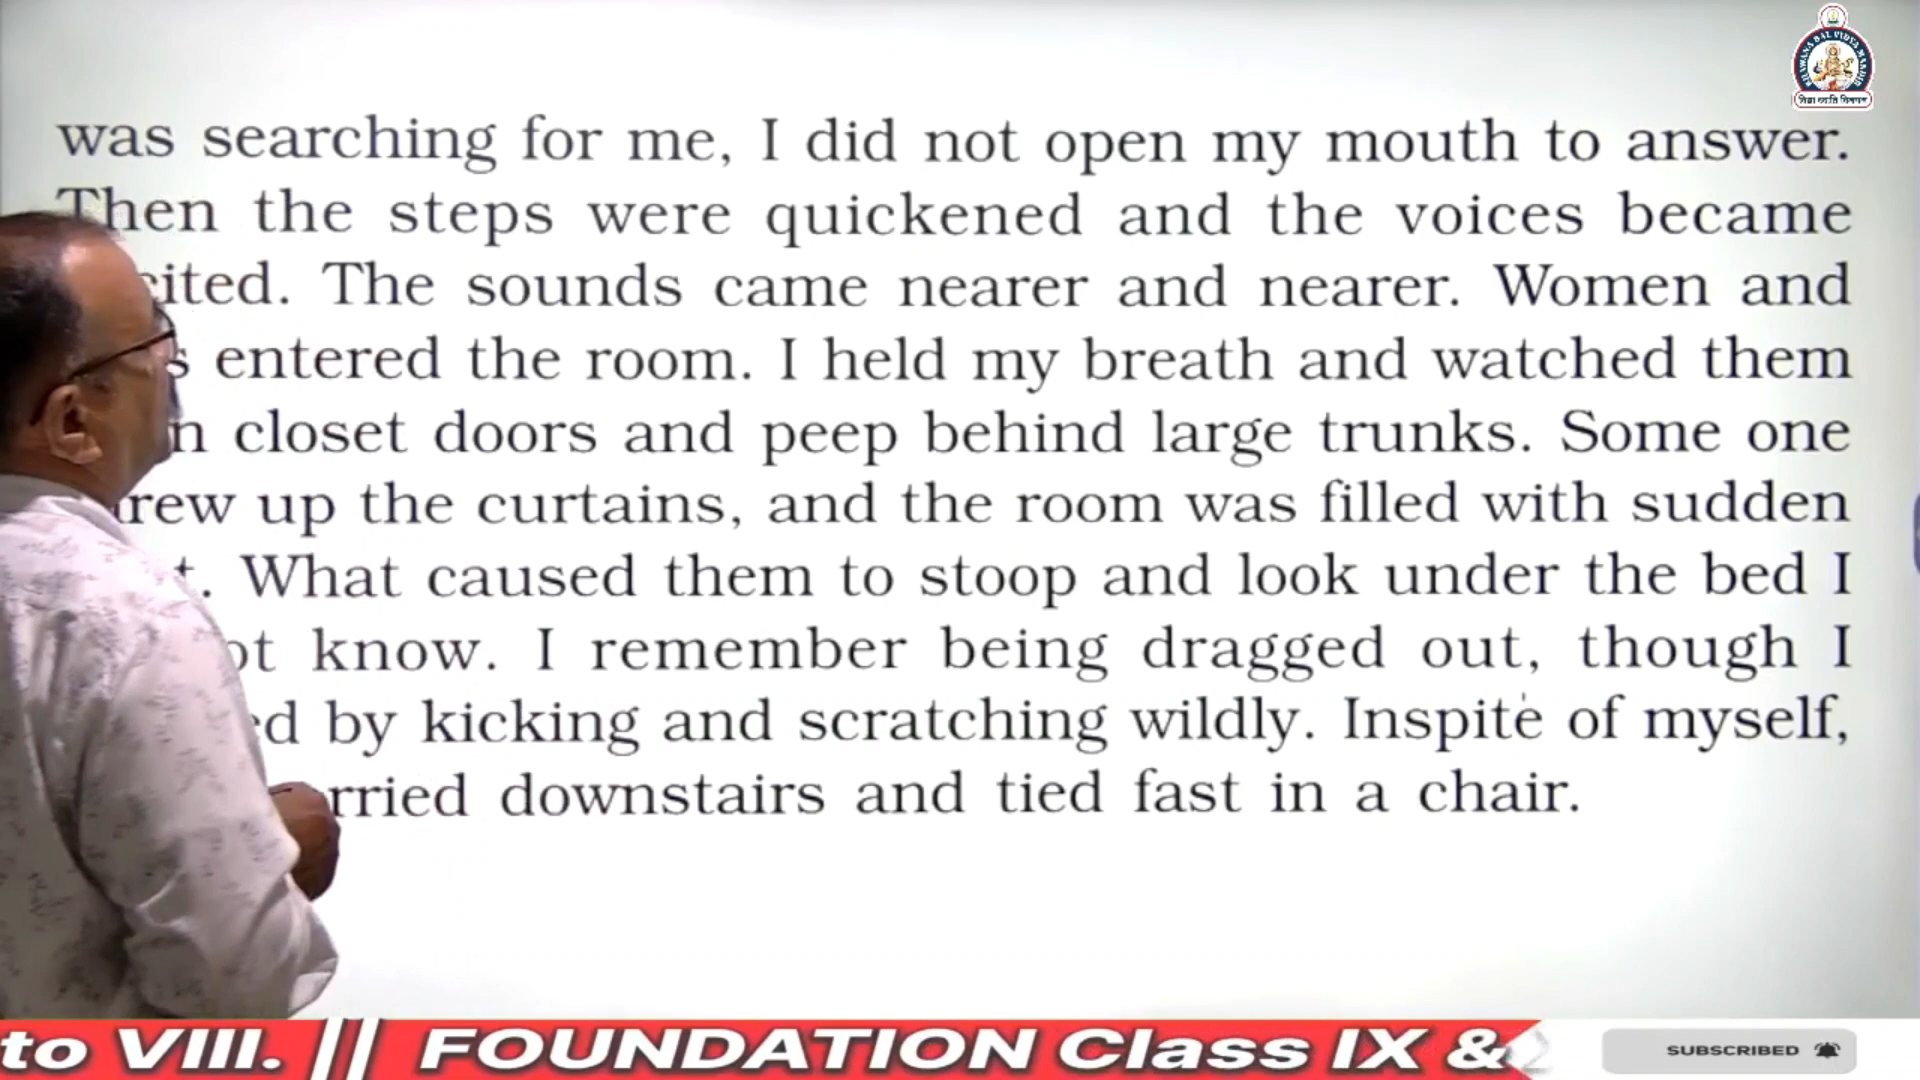 was searching for me, I did not open my mouth to answer.
Then the steps were quickened and the voices became
The sounds came nearer and nearer. Women and
entered the room. I held my breath and watched them
closet doors and peep behind large trunks. Some one
up the curtains, and the room was filled with sudden
What caused them to stoop and look under the bed I
know. I remember being dragged out, though I
by kicking and scratching wildly. Inspite of myself,
downstairs and tied fast in a chair.
to VIII. || FOUNDATION Class IX &
SUBSCRIBED